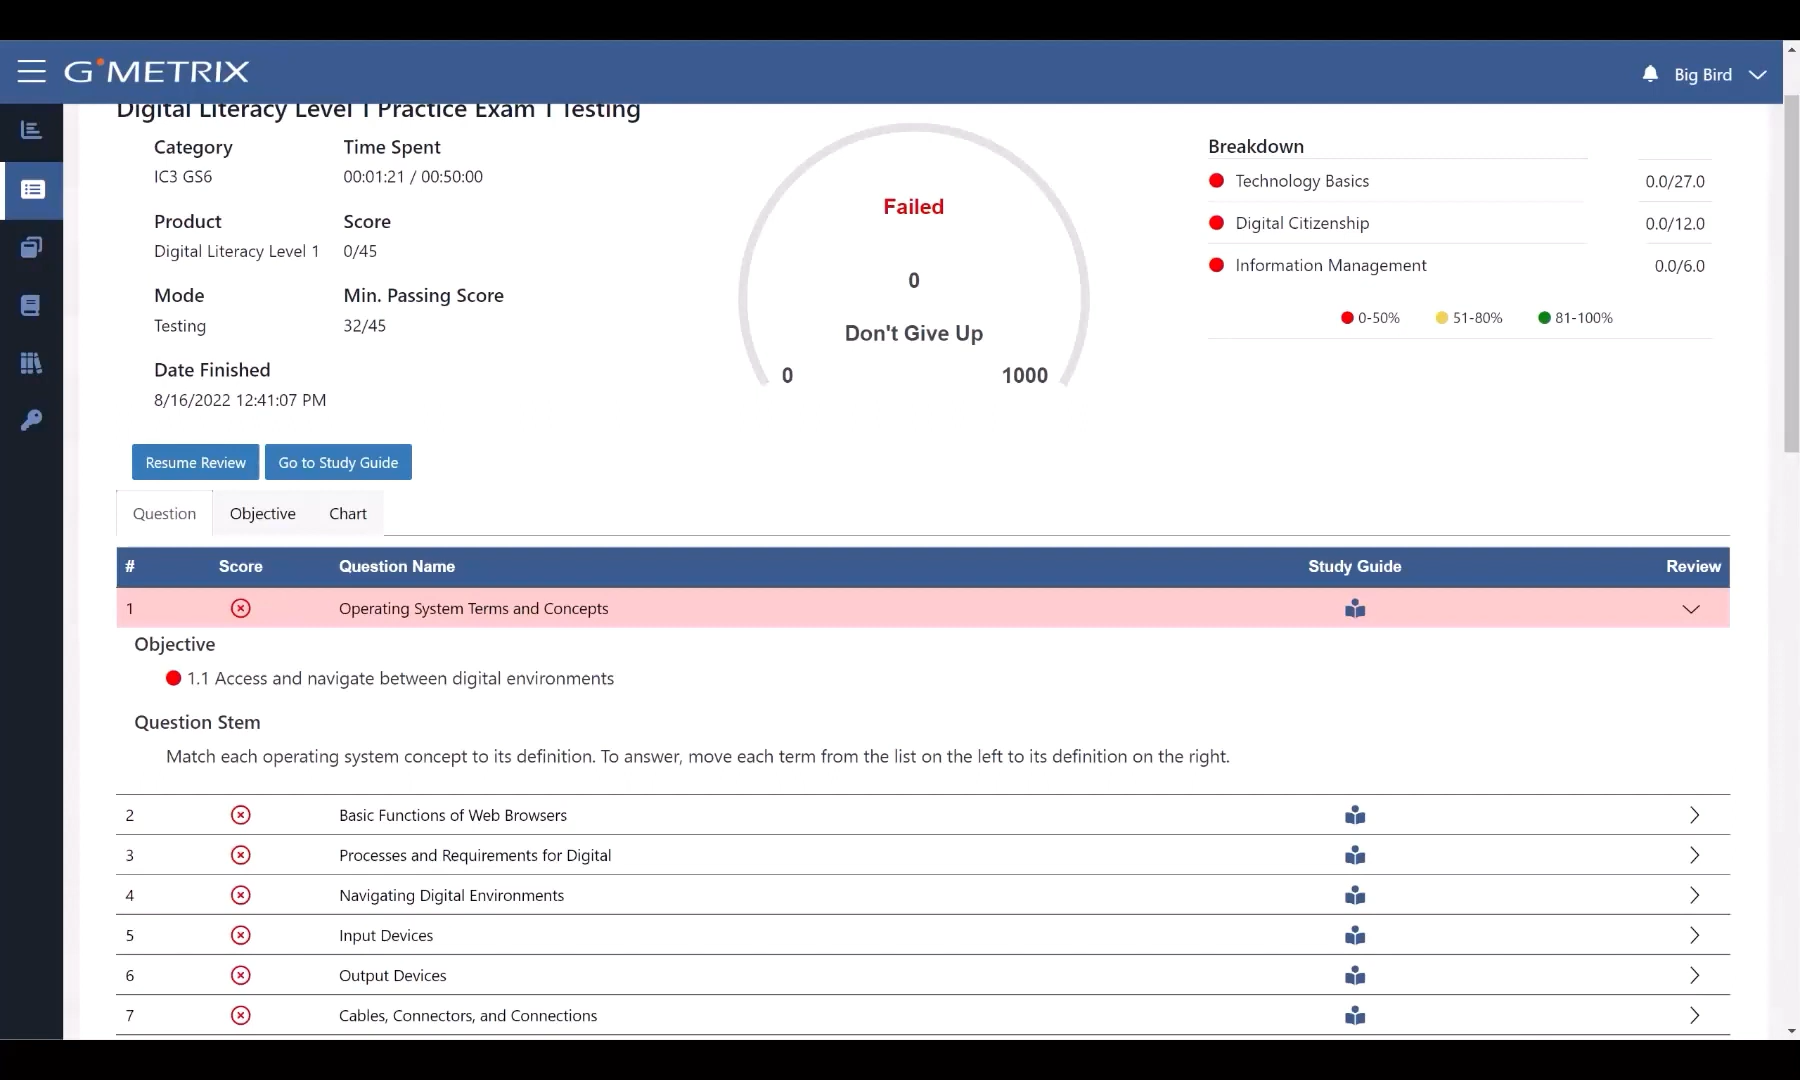 G METRIX
Big Bird
Digital Literacy Level 1 Practice Exam 1 Testing
Category
Time Spent
IC3 GS6
00:01:21 / 00:50:00
Product
Score
Digital Literacy Level 1
0/45
Mode
Min. Passing Score
Testing
32/45
Date Finished
8/16/2022 12:41:07 PM
Failed
0
Don't Give Up
0
1000
Breakdown
Technology Basics 0.0/27.0
Digital Citizenship 0.0/12.0
Information Management 0.0/6.0
0-50% 51-80% 81-100%
Resume Review Go to Study Guide
Question Objective Chart
# Score Question Name Study Guide Review
1 Operating System Terms and Concepts
Objective
1.1 Access and navigate between digital environments
Question Stem
Match each operating system concept to its definition. To answer, move each term from the list on the left to its definition on the right.
2 Basic Functions of Web Browsers
3 Processes and Requirements for Digital
4 Navigating Digital Environments
5 Input Devices
6 Output Devices
7 Cables, Connectors, and Connections